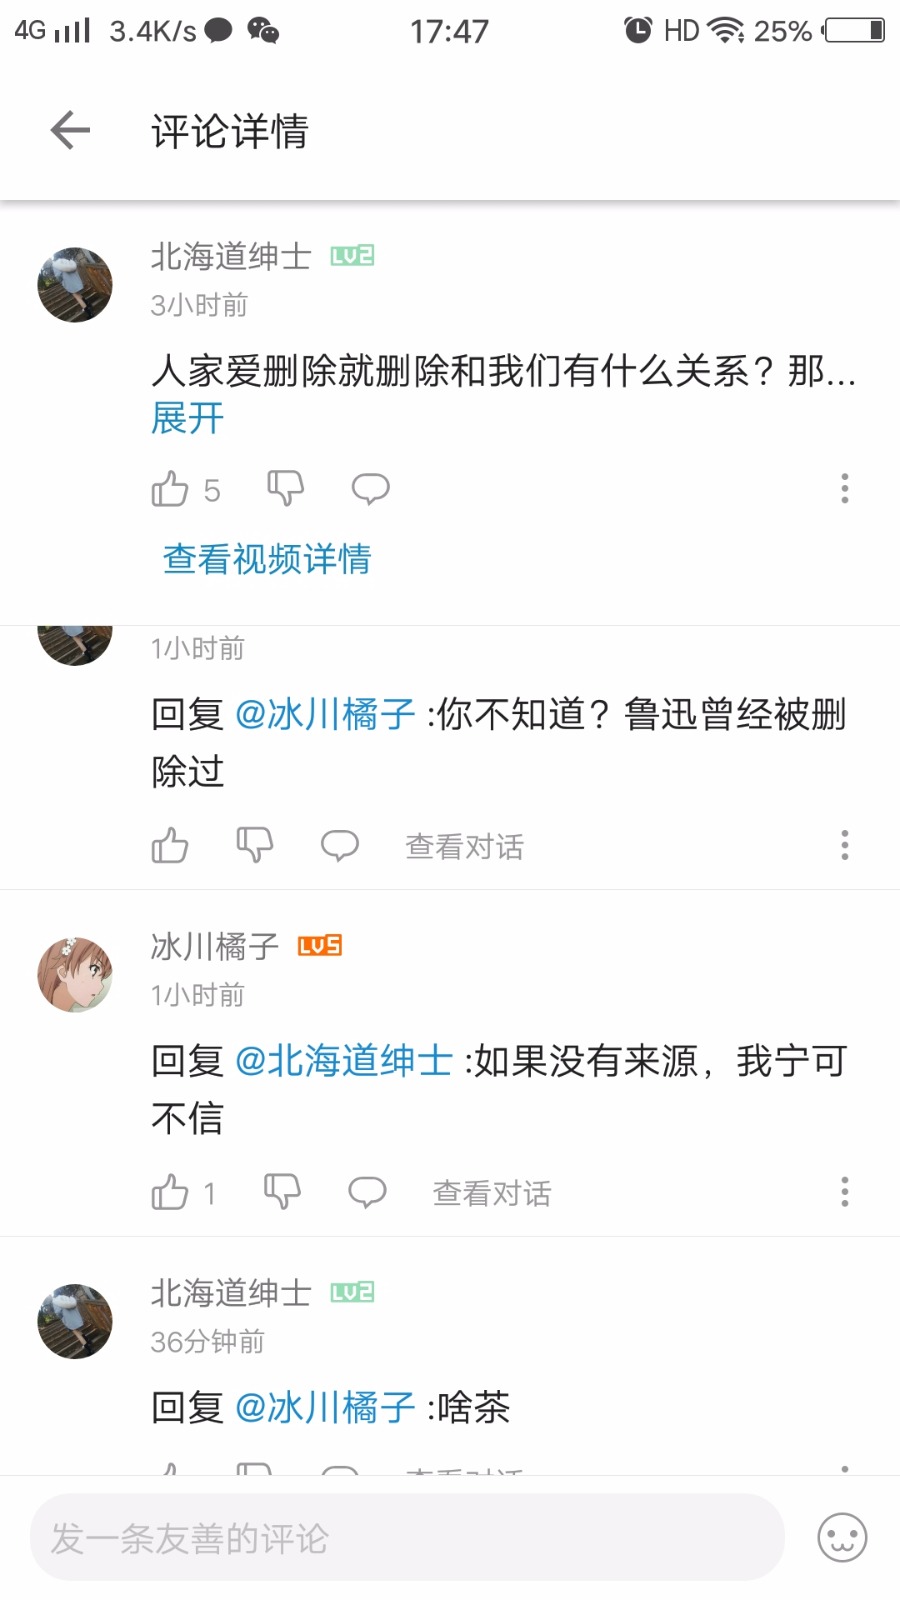 4G 3.4K/s 17:47 HD 25%
评论详情
北海道绅士 LV2
3小时前
人家爱删除就删除和我们有什么关系？那...
展开
5
查看视频详情
1小时前
回复 @冰川橘子 :你不知道？鲁迅曾经被删
除过
查看对话
冰川橘子 LV5
1小时前
回复 @北海道绅士 :如果没有来源，我宁可
不信
1 查看对话
北海道绅士 LV2
36分钟前
回复 @冰川橘子 :啥茶
查看对话
发一条友善的评论